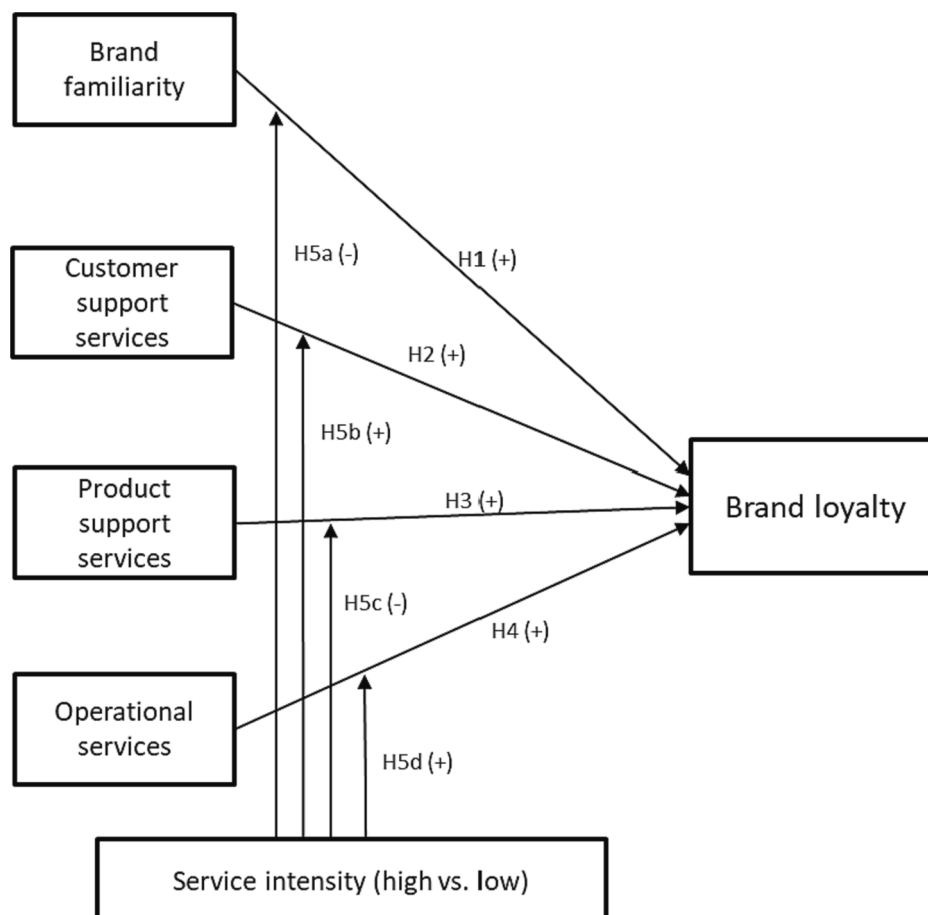 Brand
familiarity
H5a (-)
H1 (+)
Customer
support
services
H2 (+)
H5b (+)
Product
support
services
H3 (+)
Brand loyalty
H5c (-)
H4 (+)
Operational
services
H5d (+)
Service intensity (high vs. low)